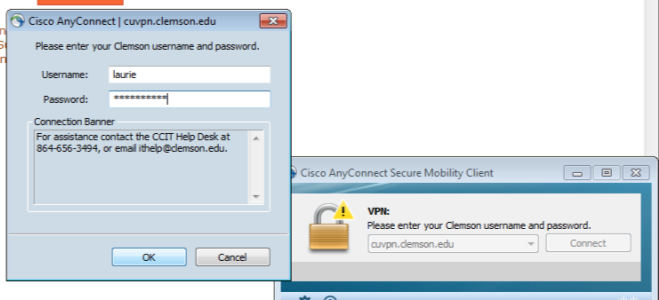 Cisco AnyConnect | cuvpn.clemson.edu
Please enter your Clemson username and password.
Username: laurie
Password: **********
Connection Banner
For assistance contact the CCIT Help Desk at
864-656-3494, or email ithelp@clemson.edu.
OK Cancel
Cisco AnyConnect Secure Mobility Client
VPN:
Please enter your Clemson username and password.
cuvpn.clemson.edu Connect